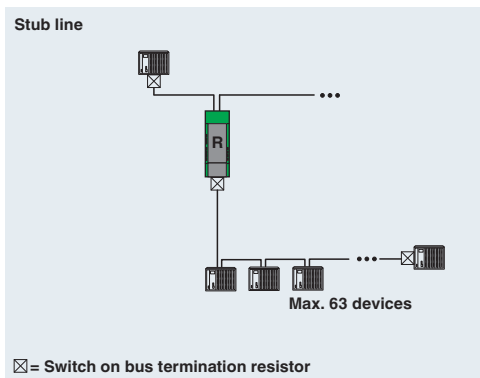 Stub line
R
Max. 63 devices
☒= Switch on bus termination resistor